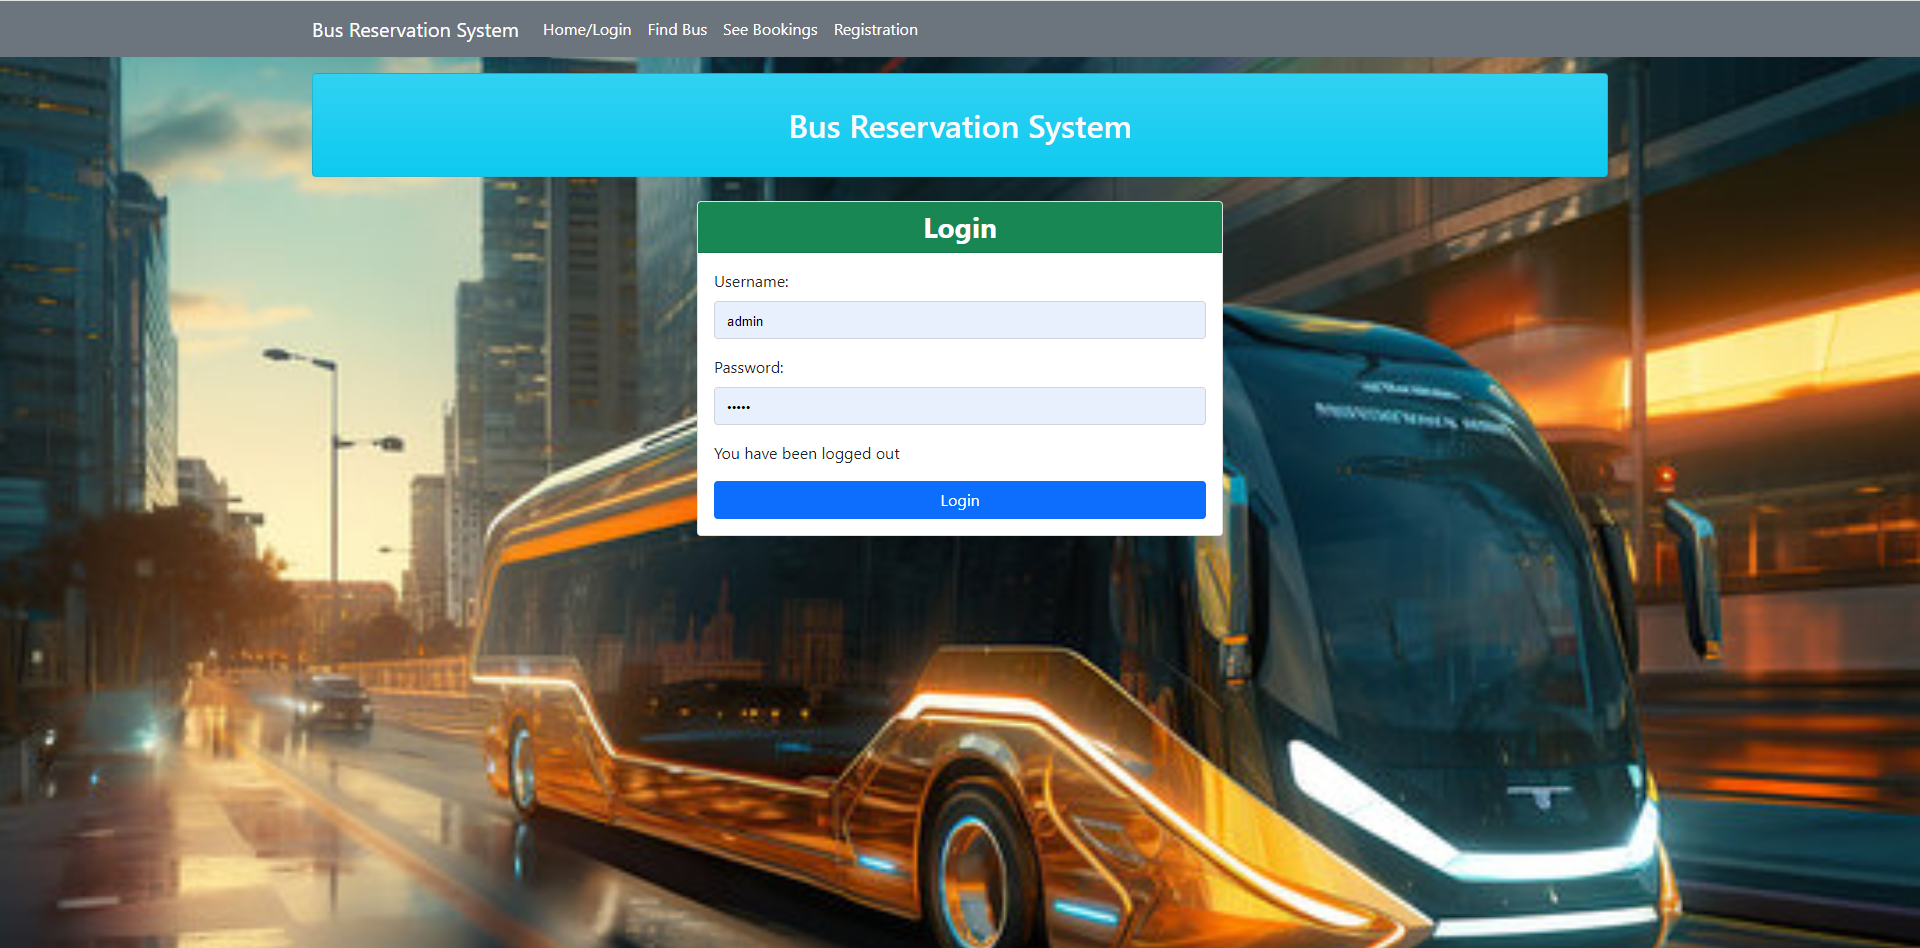 Bus Reservation System Home/Login Find Bus See Bookings Registration
Bus Reservation System
Login
Username:
admin
Password:
•••••
You have been logged out
Login